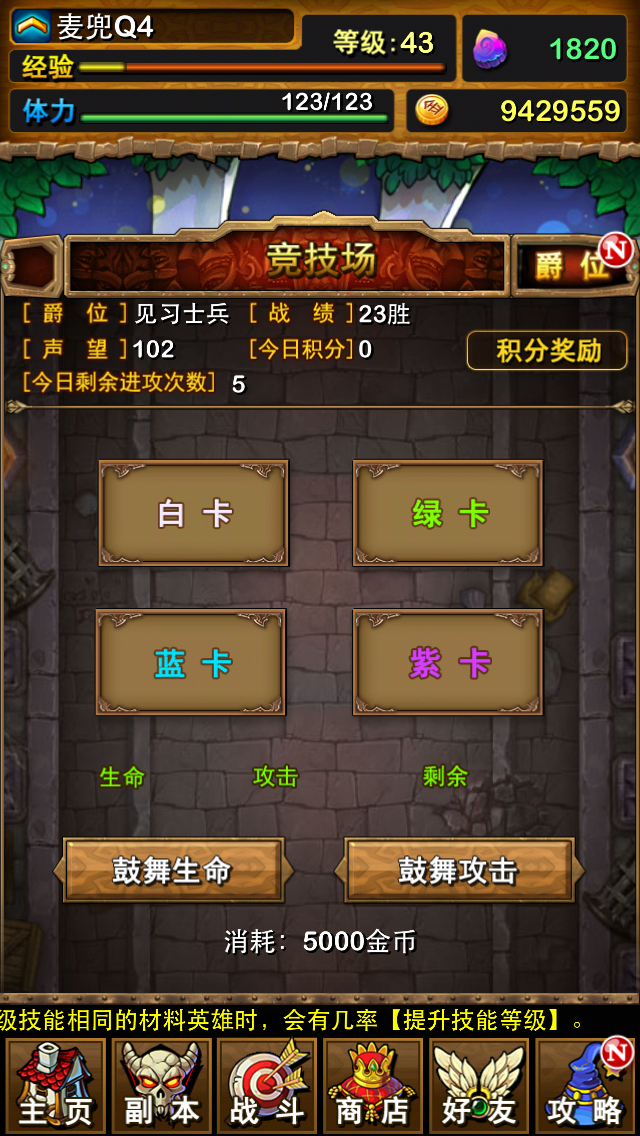 麦兜Q4
等级:43
1820
经验
体力 123/123
9429559
竞技场
爵 位 N
[ 爵 位 ] 见习士兵 [ 战 绩 ] 23胜
[ 声 望 ] 102 [今日积分] 0
积分奖励
[今日剩余进攻次数] 5
白 卡 绿 卡
蓝 卡 紫 卡
生命 攻击 剩余
鼓舞生命 鼓舞攻击
消耗：5000金币
级技能相同的材料英雄时，会有几率【提升技能等级】。
主 页 副 本 战 斗 商 店 好 友 攻 略 N